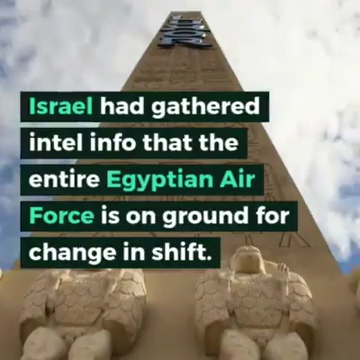 Israel had gathered
intel info that the
entire Egyptian Air
Force is on ground for
change in shift.